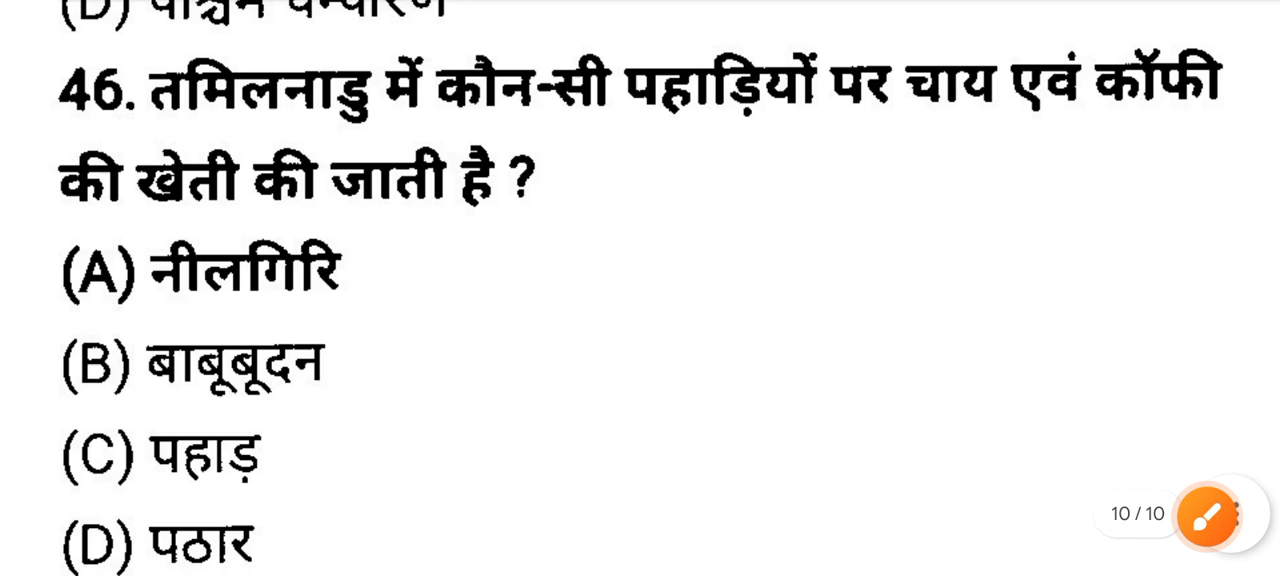 46. तमिलनाडु में कौन-सी पहाड़ियों पर चाय एवं कॉफी
की खेती की जाती है ?
(A) नीलगिरि
(B) बाबूबूदन
(C) पहाड़
(D) पठार
10 / 10